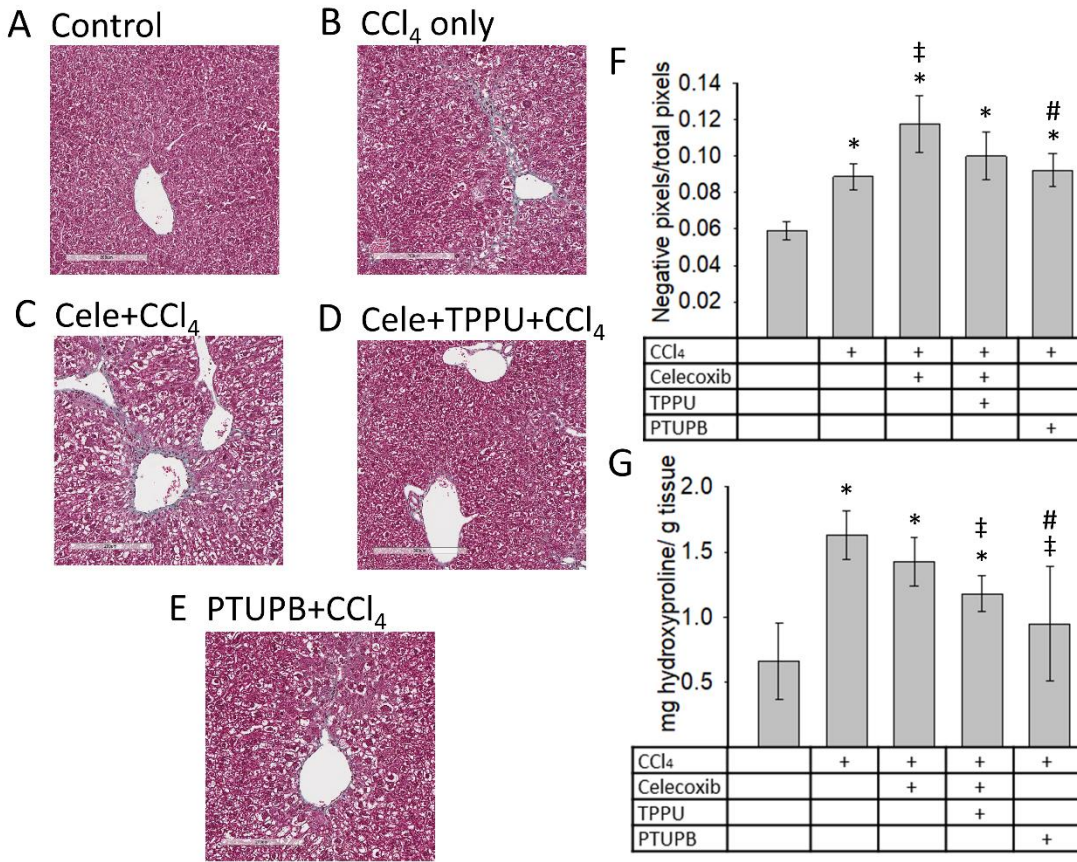 A Control
B CCl₄ only
C Cele+CCl₄
D Cele+TPPU+CCl₄
E PTUPB+CCl₄
F
‡
*
*
*
#
*
Negative pixels/total pixels
0.14
0.12
0.10
0.08
0.06
0.04
0.02
CCl₄ + + + +
Celecoxib + +
TPPU +
PTUPB +
G
*
*
‡
*
#
‡
mg hydroxyproline/ g tissue
2.0
1.5
1.0
0.5
CCl₄ + + + +
Celecoxib + +
TPPU +
PTUPB +